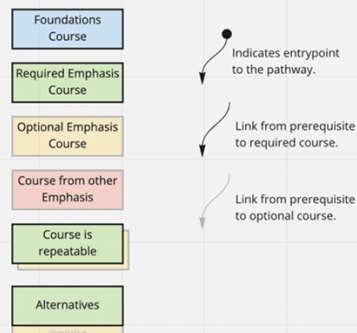 Foundations
Course
Indicates entrypoint
to the pathway.
Required Emphasis
Course
Optional Emphasis
Course
Link from prerequisite
to required course.
Course from other
Emphasis
Link from prerequisite
to optional course.
Course is
repeatable
Alternatives